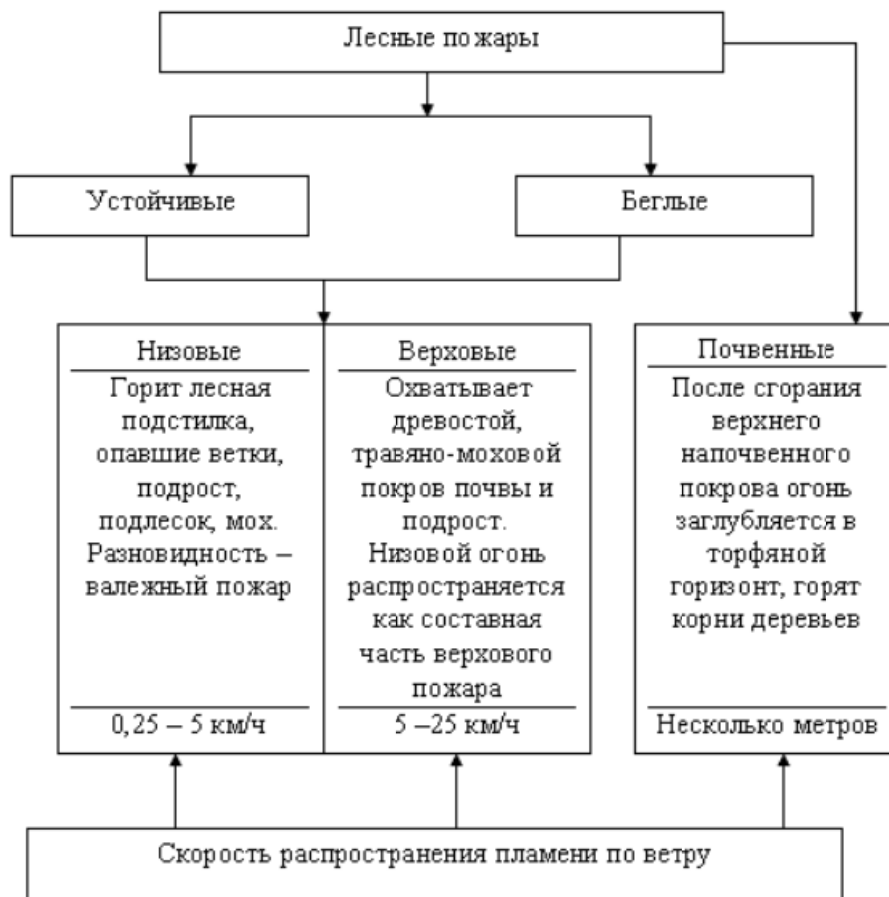 Лесные пожары
Устойчивые
Беглые
Низовые
Горит лесная
подстилка,
опавшие ветки,
подрост,
подлесок, мох.
Разновидность –
валежный пожар
0,25 – 5 км/ч
Верховые
Охватывает
древостой,
травяно-моховой
покров почвы и
подрост.
Низовой огонь
распространяется
как составная
часть верхового
пожара
5 –25 км/ч
Почвенные
После сгорания
верхнего
напочвенного
покрова огонь
заглубляется в
торфяной
горизонт, горят
корни деревьев
Несколько метров
Скорость распространения пламени по ветру